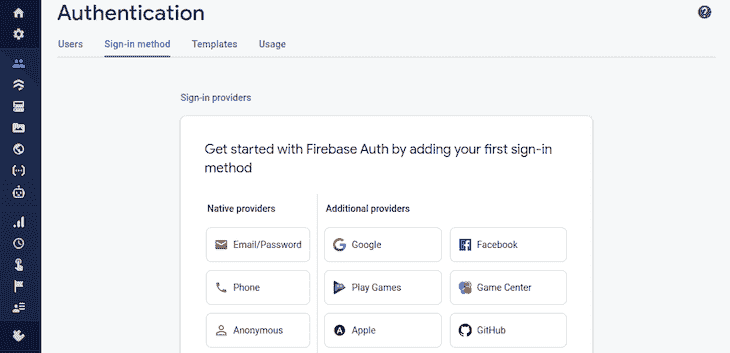 Authentication
Users Sign-in method Templates Usage
Sign-in providers
Get started with Firebase Auth by adding your first sign-in
method
Native providers Additional providers
Email/Password Google Facebook
Phone Play Games Game Center
Anonymous Apple GitHub